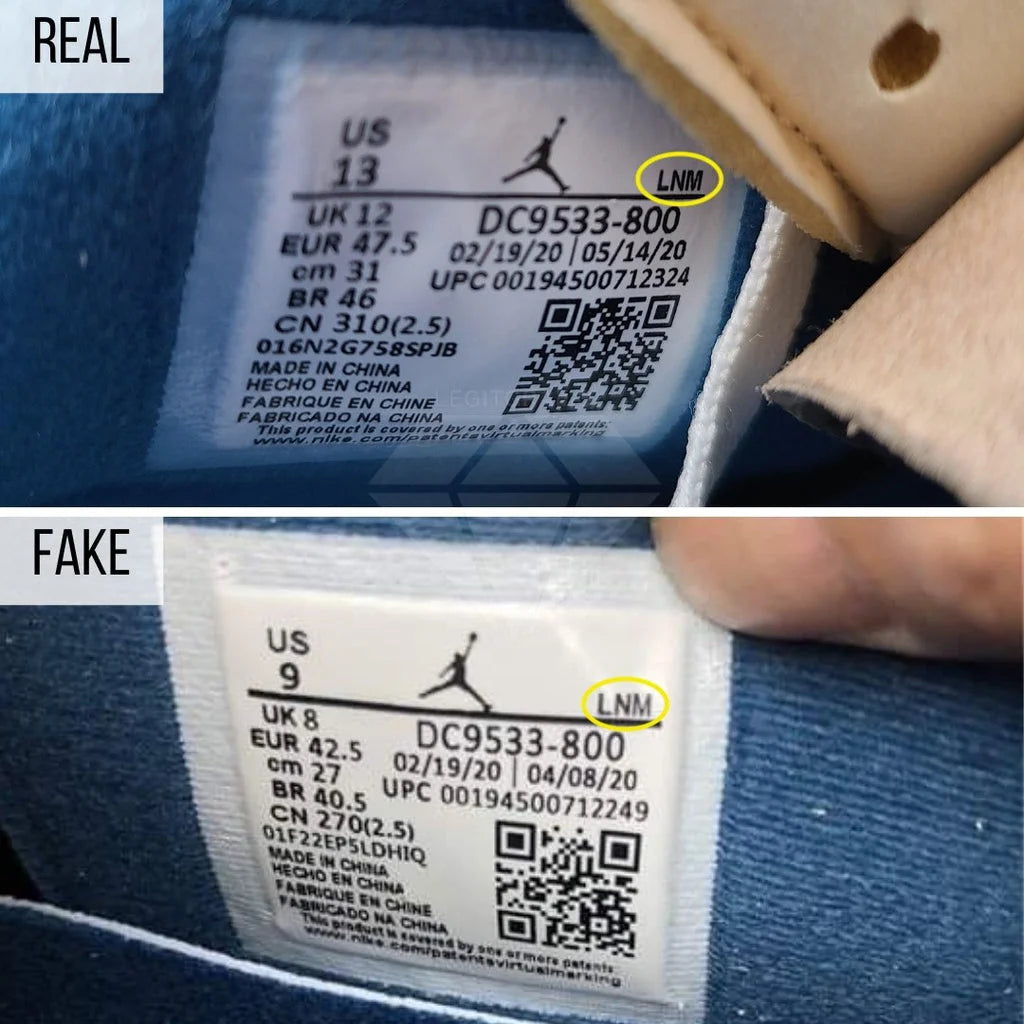 REAL
US
13
LNM
UK 12
DC9533-800
EUR 47.5
02/19/20 | 05/14/20
cm 31
UPC 00194500712324
BR 46
CN 310(2.5)
016N2G758SPJB
MADE IN CHINA
HECHO EN CHINA
FABRIQUE EN CHINE
FABRICADO NA CHINA
This product is covered by one or more patents.
www.nike.com/patentsvirtualmarking
LEGIT
FAKE
US
9
LNM
UK 8
DC9533-800
EUR 42.5
02/19/20 | 04/08/20
cm 27
UPC 00194500712249
BR 40.5
CN 270(2.5)
01F22EP5LDHIQ
MADE IN CHINA
HECHO EN CHINA
FABRIQUE EN CHINE
FABRICADO NA CHINA
This product is covered by one or more patents
www.nike.com/patentsvirtualmarking